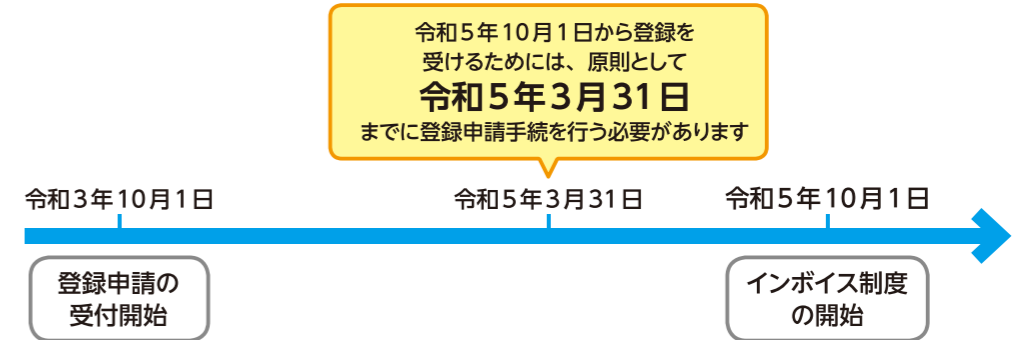 令和5年10月1日から登録を
受けるためには、原則として
令和5年3月31日
までに登録申請手続を行う必要があります
令和3年10月1日
令和5年3月31日
令和5年10月1日
登録申請の
受付開始
インボイス制度
の開始